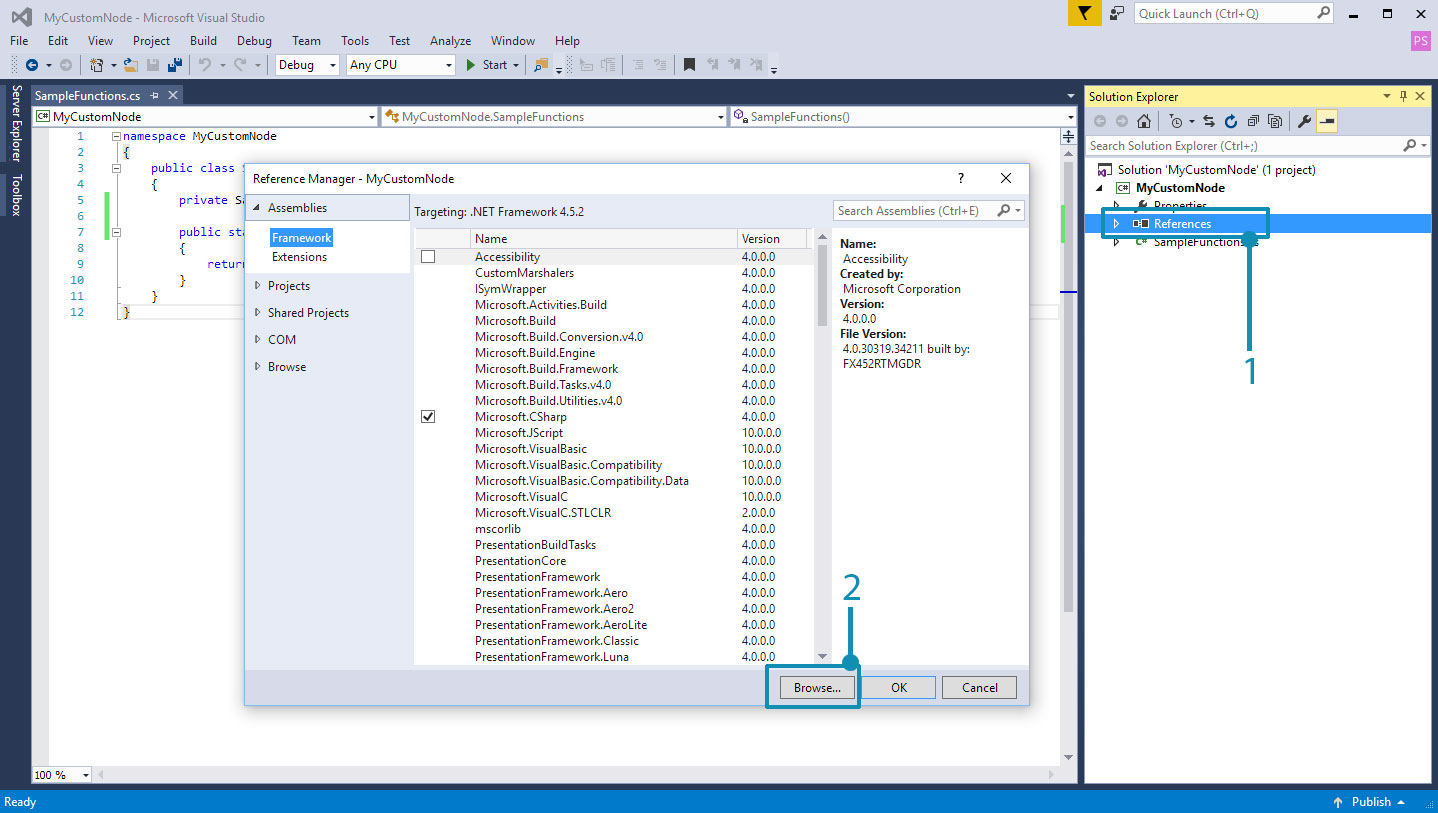 MyCustomNode - Microsoft Visual Studio
Quick Launch (Ctrl+Q)
File Edit View Project Build Debug Team Tools Test Analyze Window Help
PS
Debug Any CPU Start
Server Explorer
Toolbox
SampleFunctions.cs
MyCustomNode MyCustomNode.SampleFunctions SampleFunctions()
1 namespace MyCustomNode
2 {
3 public class S
4 {
5 private Sa
6
7 public sta
8 {
9 return
10 }
11 }
12 }
Reference Manager - MyCustomNode
? 
Assemblies
Framework
Extensions
Projects
Shared Projects
COM
Browse
Targeting: .NET Framework 4.5.2
Search Assemblies (Ctrl+E)
Name Version
Accessibility 4.0.0.0
CustomMarshalers 4.0.0.0
ISymWrapper 4.0.0.0
Microsoft.Activities.Build 4.0.0.0
Microsoft.Build 4.0.0.0
Microsoft.Build.Conversion.v4.0 4.0.0.0
Microsoft.Build.Engine 4.0.0.0
Microsoft.Build.Framework 4.0.0.0
Microsoft.Build.Tasks.v4.0 4.0.0.0
Microsoft.Build.Utilities.v4.0 4.0.0.0
Microsoft.CSharp 4.0.0.0
Microsoft.JScript 10.0.0.0
Microsoft.VisualBasic 10.0.0.0
Microsoft.VisualBasic.Compatibility 10.0.0.0
Microsoft.VisualBasic.Compatibility.Data 10.0.0.0
Microsoft.VisualC 10.0.0.0
Microsoft.VisualC.STLCLR 2.0.0.0
mscorlib 4.0.0.0
PresentationBuildTasks 4.0.0.0
PresentationCore 4.0.0.0
PresentationFramework 4.0.0.0
PresentationFramework.Aero 4.0.0.0
PresentationFramework.Aero2 4.0.0.0
PresentationFramework.AeroLite 4.0.0.0
PresentationFramework.Classic 4.0.0.0
PresentationFramework.Luna 4.0.0.0
Name:
Accessibility
Created by:
Microsoft Corporation
Version:
4.0.0.0
File Version:
4.0.30319.34211 built by:
FX452RTMGDR
2
Browse... OK Cancel
Solution Explorer
Search Solution Explorer (Ctrl+;)
Solution 'MyCustomNode' (1 project)
C# MyCustomNode
Properties
References
C# SampleFunctions.cs
1
100 %
Ready
Publish